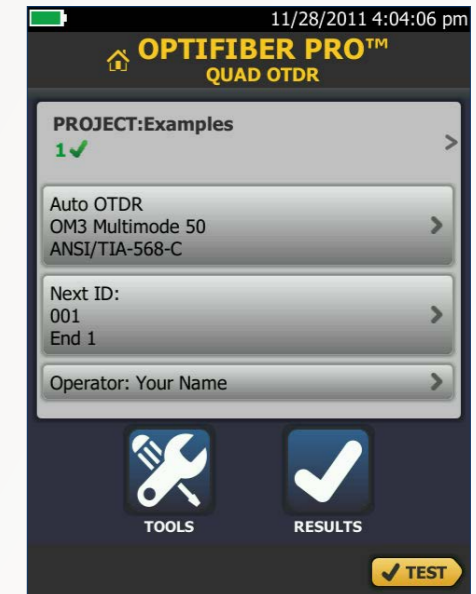 11/28/2011 4:04:06 pm
OPTIFIBER PRO™
QUAD OTDR
PROJECT:Examples
1
Auto OTDR
OM3 Multimode 50
ANSI/TIA-568-C
Next ID:
001
End 1
Operator: Your Name
TOOLS
RESULTS
TEST